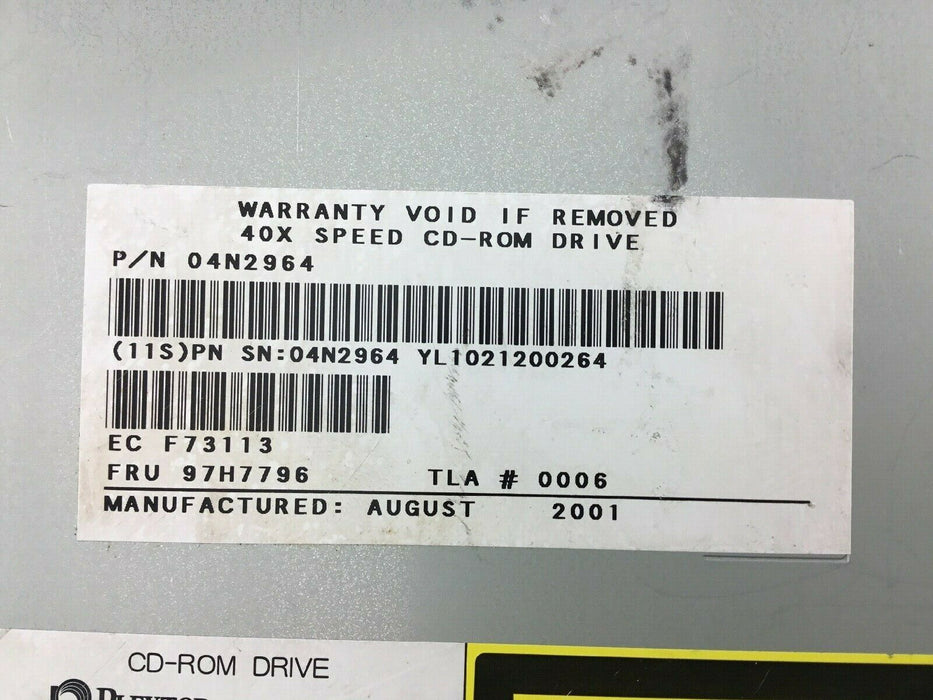 WARRANTY VOID IF REMOVED
40X SPEED CD-ROM DRIVE
P/N 04N2964
(11S)PN SN:04N2964 YL1021200264
EC F73113
FRU 97H7796 TLA # 0006
MANUFACTURED: AUGUST 2001
CD-ROM DRIVE